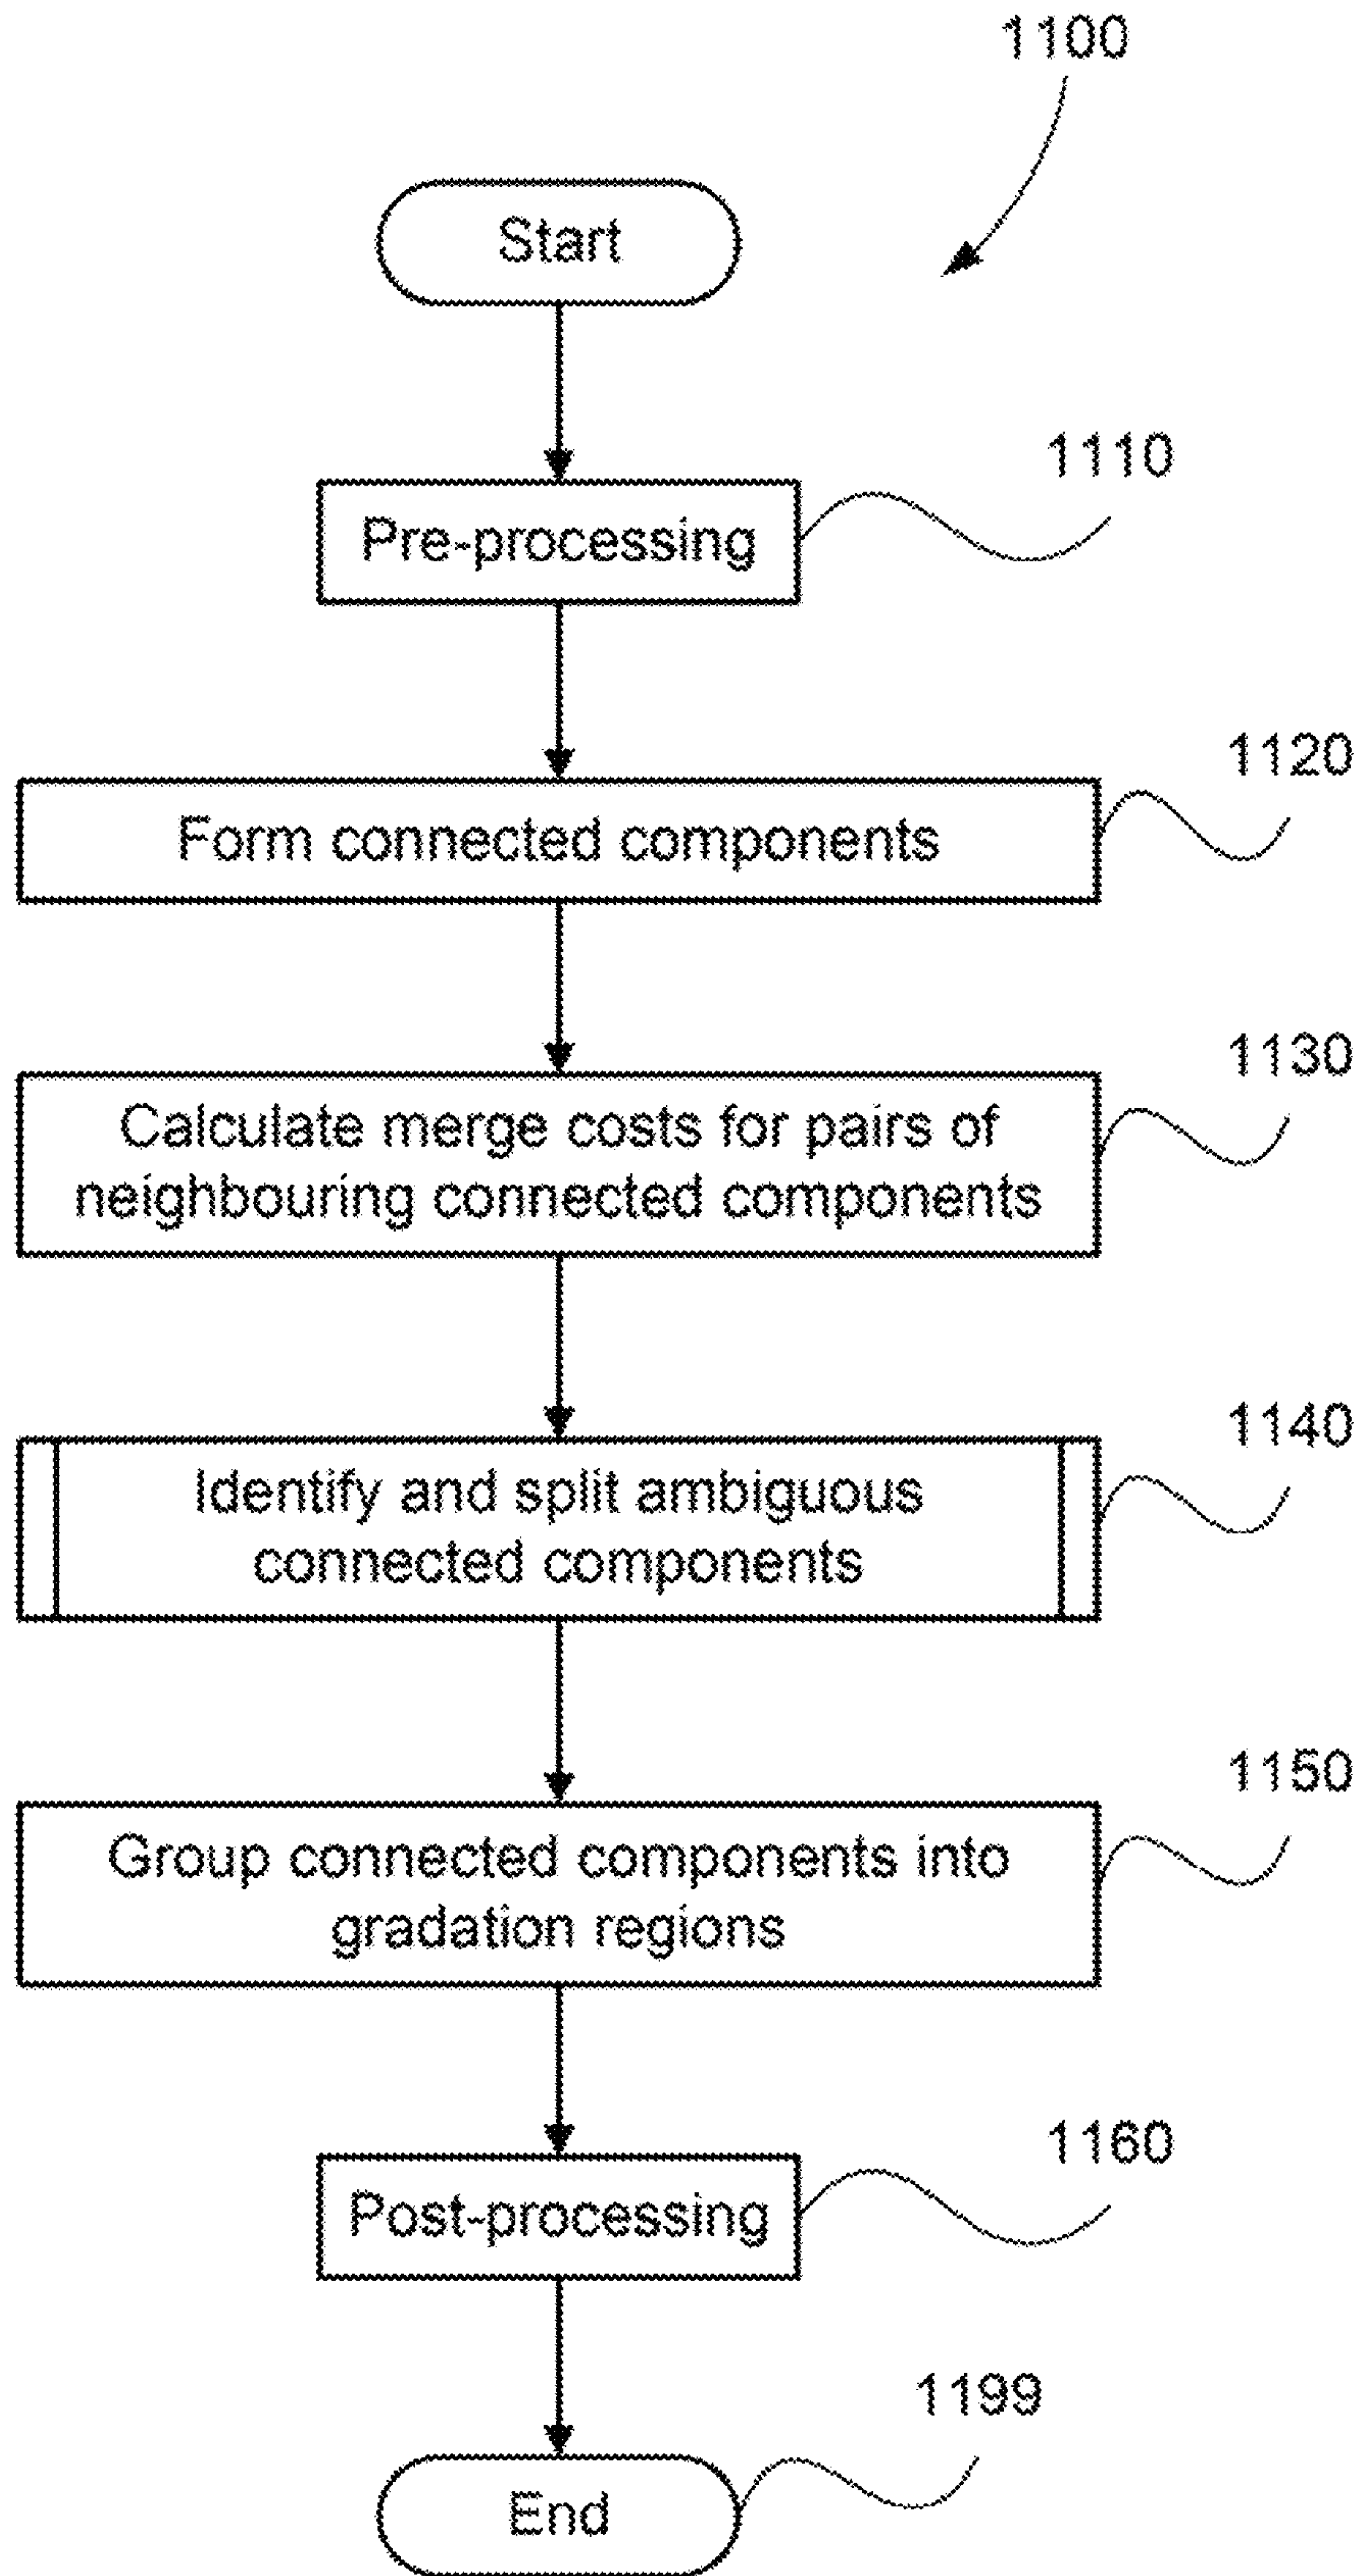 1100
Start
1110
Pre-processing
1120
Form connected components
1130
Calculate merge costs for pairs of
neighbouring connected components
1140
Identify and split ambiguous
connected components
1150
Group connected components into
gradation regions
1160
Post-processing
1199
End